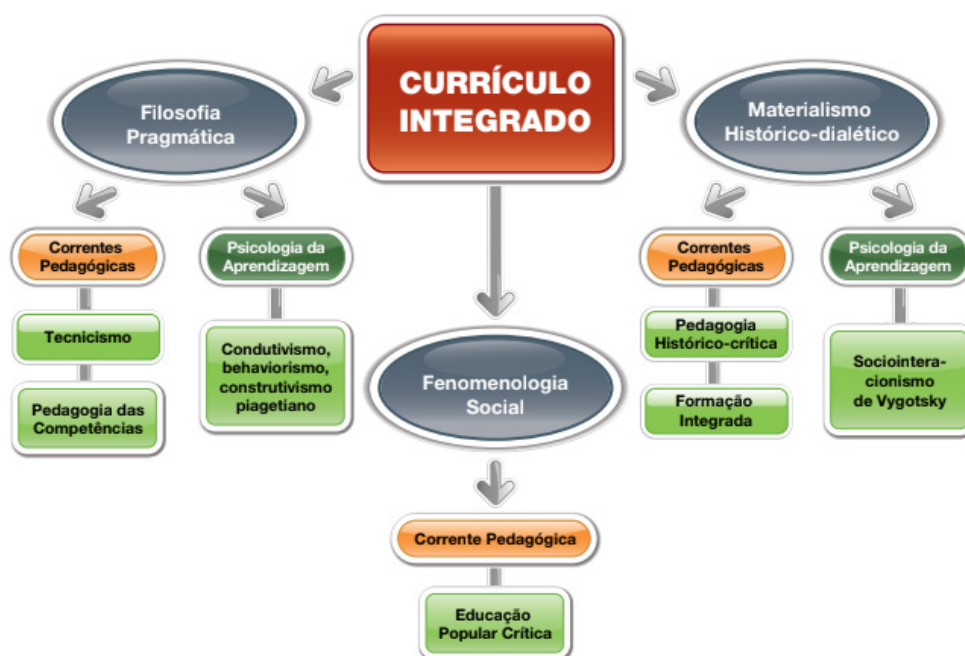 CURRÍCULO
INTEGRADO
Filosofia
Pragmática
Correntes
Pedagógicas
Tecnicismo
Pedagogia das
Competências
Psicologia da
Aprendizagem
Condutivismo,
behaviorismo,
construtivismo
piagetiano
Fenomenologia
Social
Corrente Pedagógica
Educação
Popular Crítica
Materialismo
Histórico-dialético
Correntes
Pedagógicas
Pedagogia
Histórico-crítica
Formação
Integrada
Psicologia da
Aprendizagem
Sociointera-
cionismo
de Vygotsky